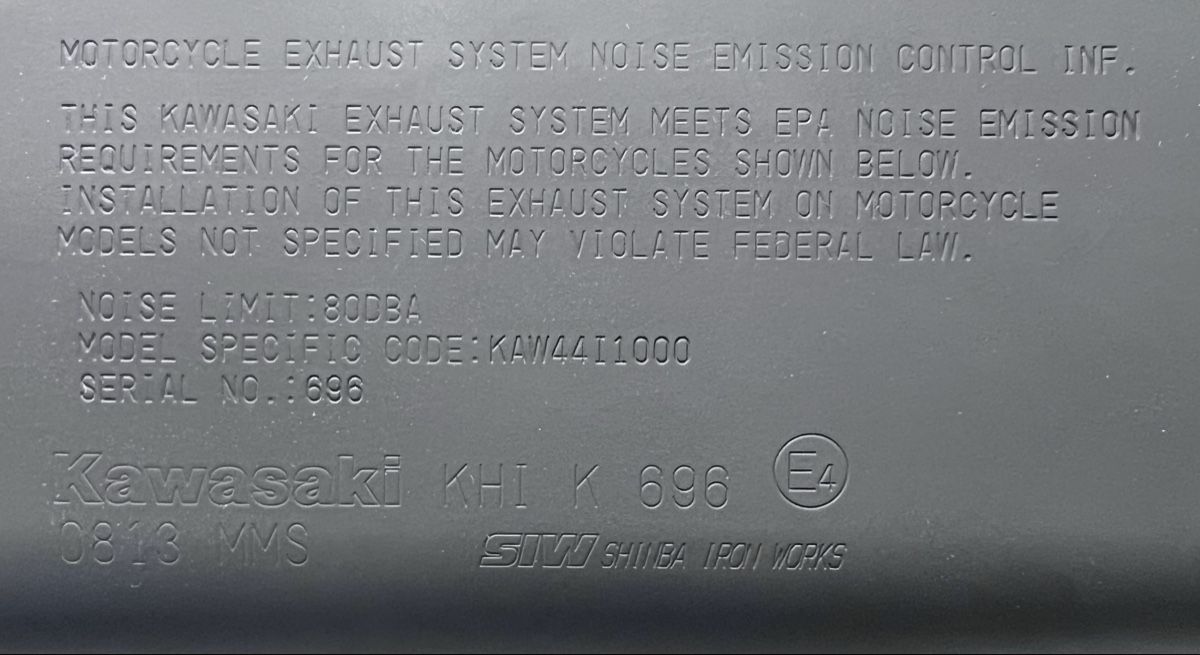 MOTORCYCLE EXHAUST SYSTEM NOISE EMISSION CONTROL INF.
THIS KAWASAKI EXHAUST SYSTEM MEETS EPA NOISE EMISSION
REQUIREMENTS FOR THE MOTORCYCLES SHOWN BELOW.
INSTALLATION OF THIS EXHAUST SYSTEM ON MOTORCYCLE
MODELS NOT SPECIFIED MAY VIOLATE FEDERAL LAW.
NOISE LIMIT:80DBA
MODEL SPECIFIC CODE:KAW44I1000
SERIAL NO.:696
Kawasaki KHI K 696 E4
0813 MMS SIW SHINBA IRON WORKS